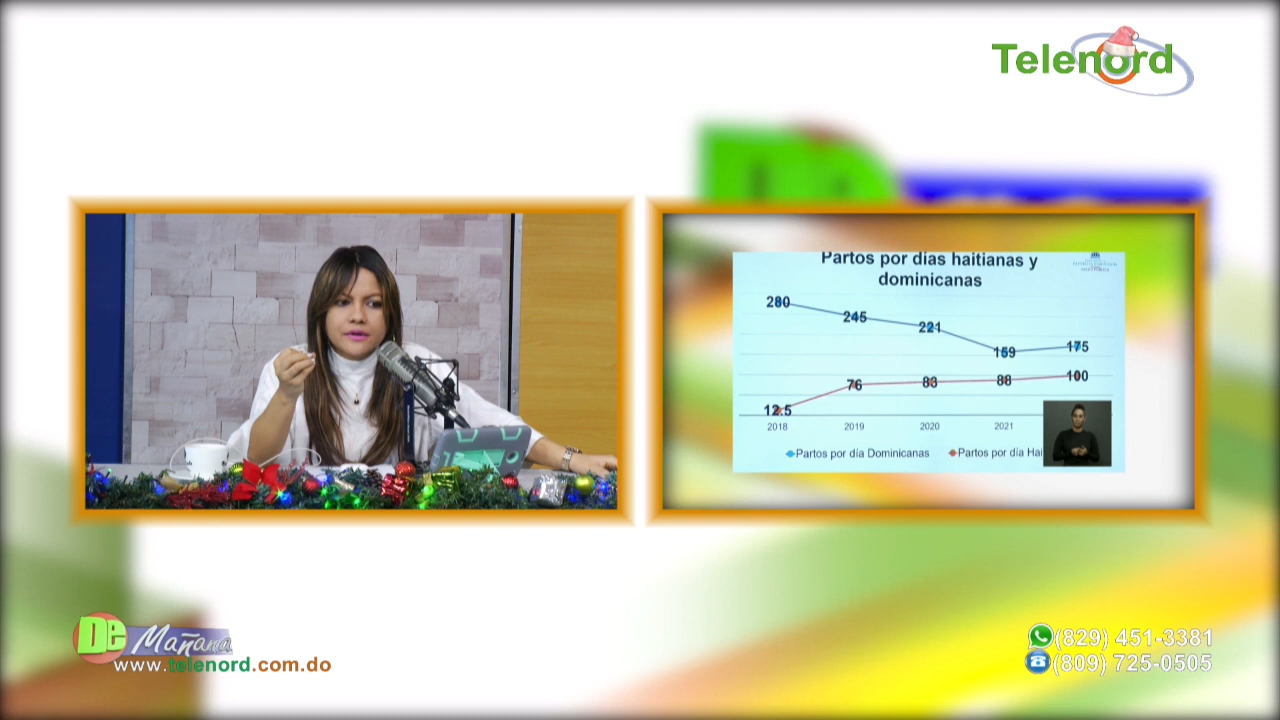 Telenord
Partos por días haitianas y
dominicanas
280
245
221
159
175
76
83
88
100
12.5
2018
2019
2020
2021
Partos por día Dominicanas
Partos por día Hai
De Mañana
www.telenord.com.do
(829) 451-3381
(809) 725-0505